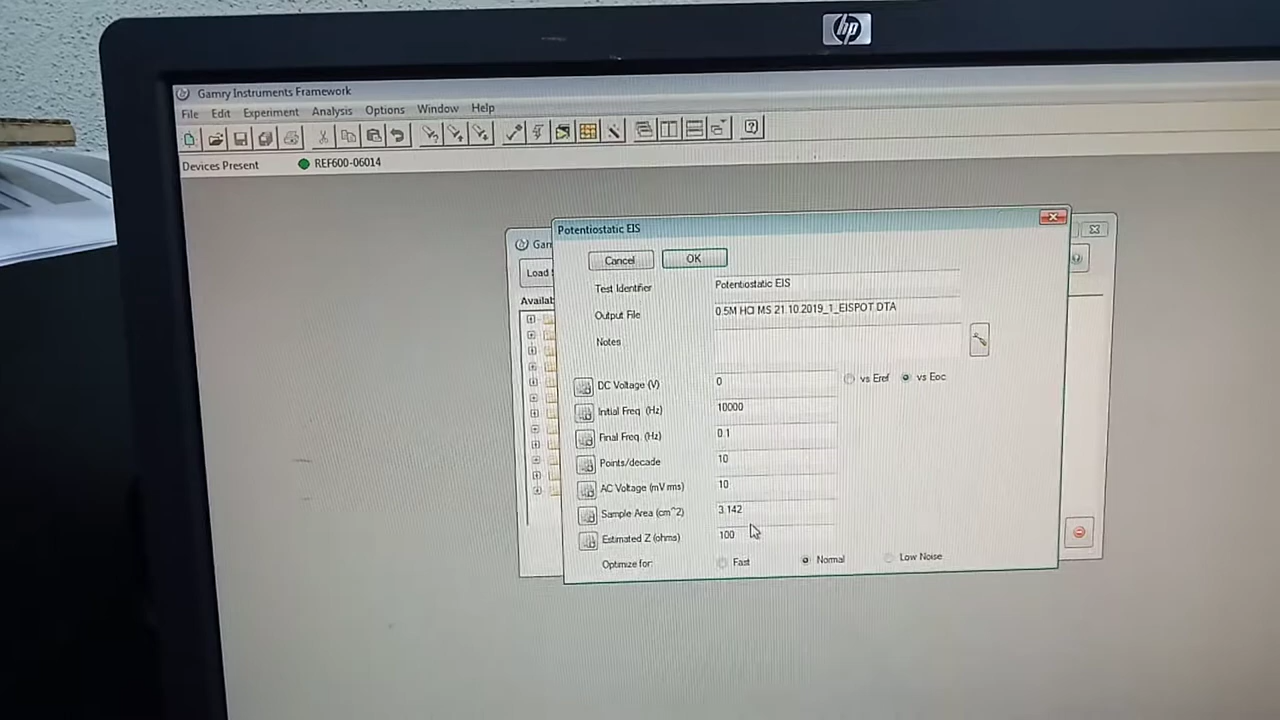 hp
Gamry Instruments Framework
File Edit Experiment Analysis Options Window Help
Devices Present REF600-06014
Potentiostatic EIS
Cancel OK
Load
Test Identifier Potentiostatic EIS
Output File 0.5M HCl MS 21.10.2019_1_EISPOT.DTA
Notes
DC Voltage (V) 0 vs Eref vs Eoc
Initial Freq. (Hz) 10000
Final Freq. (Hz) 0.1
Points/decade 10
AC Voltage (mV rms) 10
Sample Area (cm^2) 3.142
Estimated Z (ohms) 100
Optimize for: Fast Normal Low Noise